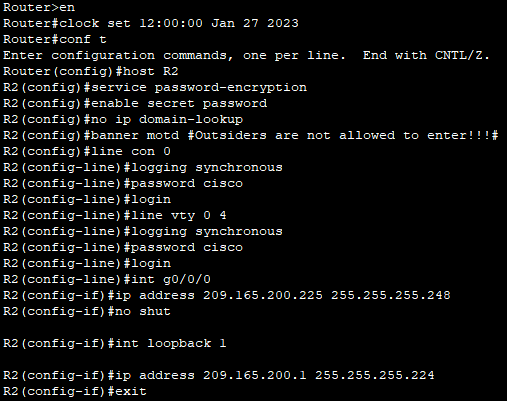 Router>en
Router#clock set 12:00:00 Jan 27 2023
Router#conf t
Enter configuration commands, one per line.  End with CNTL/Z.
Router(config)#host R2
R2(config)#service password-encryption
R2(config)#enable secret password
R2(config)#no ip domain-lookup
R2(config)#banner motd #Outsiders are not allowed to enter!!!#
R2(config)#line con 0
R2(config-line)#logging synchronous
R2(config-line)#password cisco
R2(config-line)#login
R2(config-line)#line vty 0 4
R2(config-line)#logging synchronous
R2(config-line)#password cisco
R2(config-line)#login
R2(config-line)#int g0/0/0
R2(config-if)#ip address 209.165.200.225 255.255.255.248
R2(config-if)#no shut
R2(config-if)#int loopback 1
R2(config-if)#ip address 209.165.200.1 255.255.255.224
R2(config-if)#exit